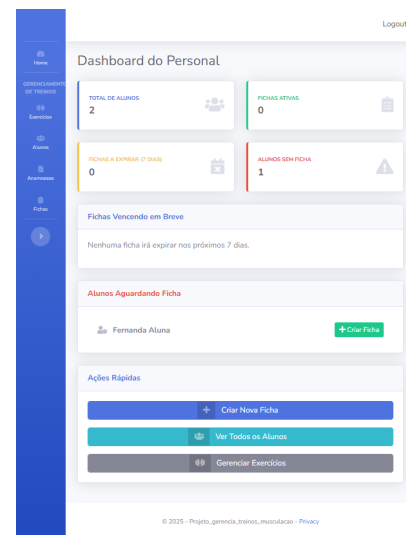 Logout
Home
GERENCIAMENTO
DE TREINOS
Exercícios
Alunos
Anamneses
Fichas
Dashboard do Personal
TOTAL DE ALUNOS
2
FICHAS ATIVAS
0
FICHAS A EXPIRAR (7 DIAS)
0
ALUNOS SEM FICHA
1
Fichas Vencendo em Breve
Nenhuma ficha irá expirar nos próximos 7 dias.
Alunos Aguardando Ficha
Fernanda Aluna
Criar Ficha
Ações Rápidas
Criar Nova Ficha
Ver Todos os Alunos
Gerenciar Exercícios
© 2025 - Projeto_gerencia_treinos_musculacao - Privacy